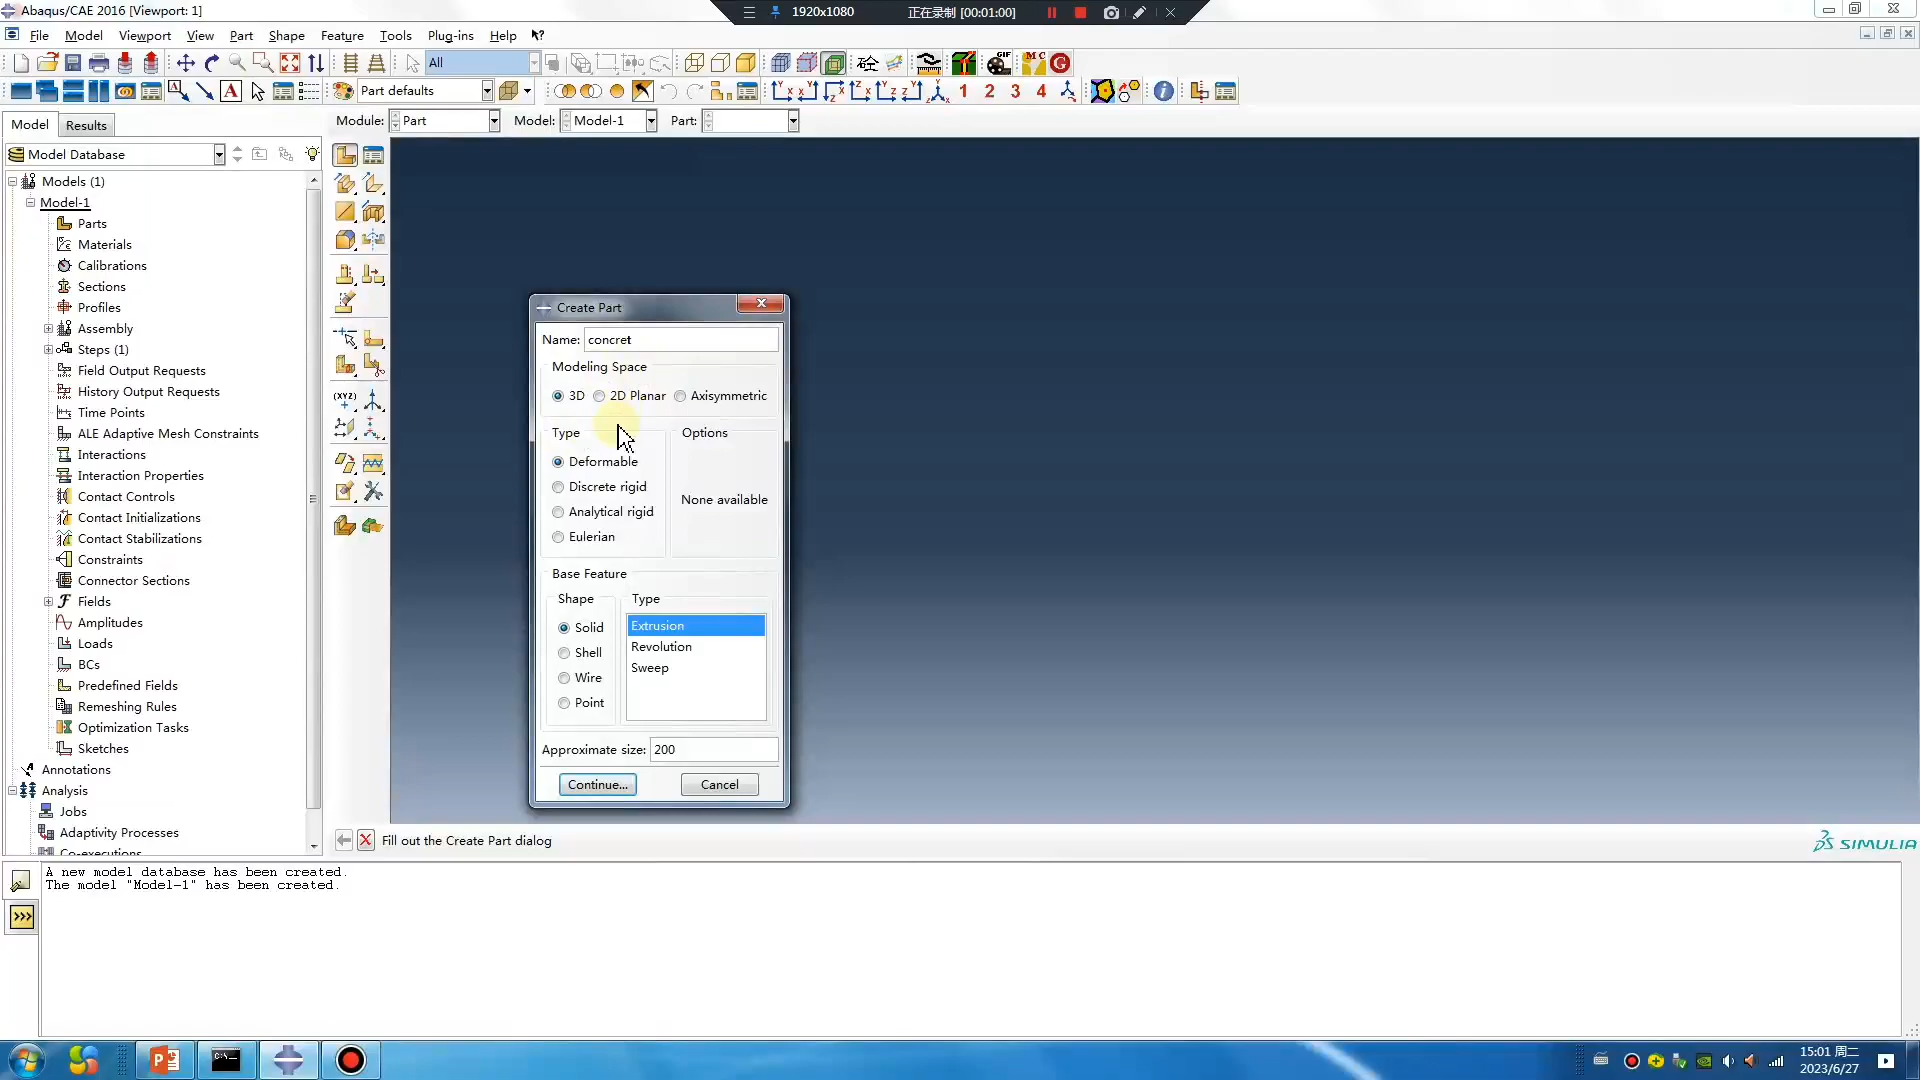 Abaqus/CAE 2016 [Viewport: 1]
1920x1080
正在录制 [00:01:00]
File Model Viewport View Part Shape Feature Tools Plug-ins Help
All
Part defaults
1 2 3 4
Model Results
Module: Part Model: Model-1 Part:
Model Database
Models (1)
Model-1
Parts
Materials
Calibrations
Sections
Profiles
Assembly
Steps (1)
Field Output Requests
History Output Requests
Time Points
ALE Adaptive Mesh Constraints
Interactions
Interaction Properties
Contact Controls
Contact Initializations
Contact Stabilizations
Constraints
Connector Sections
Fields
Amplitudes
Loads
BCs
Predefined Fields
Remeshing Rules
Optimization Tasks
Sketches
Annotations
Analysis
Jobs
Adaptivity Processes
Co-executions
Create Part
Name: concret
Modeling Space
3D 2D Planar Axisymmetric
Type Options
Deformable
Discrete rigid
Analytical rigid
Eulerian
None available
Base Feature
Shape Type
Solid
Shell
Wire
Point
Extrusion
Revolution
Sweep
Approximate size: 200
Continue... Cancel
Fill out the Create Part dialog
SIMULIA
A new model database has been created.
The model "Model-1" has been created.
15:01 周二
2023/6/27